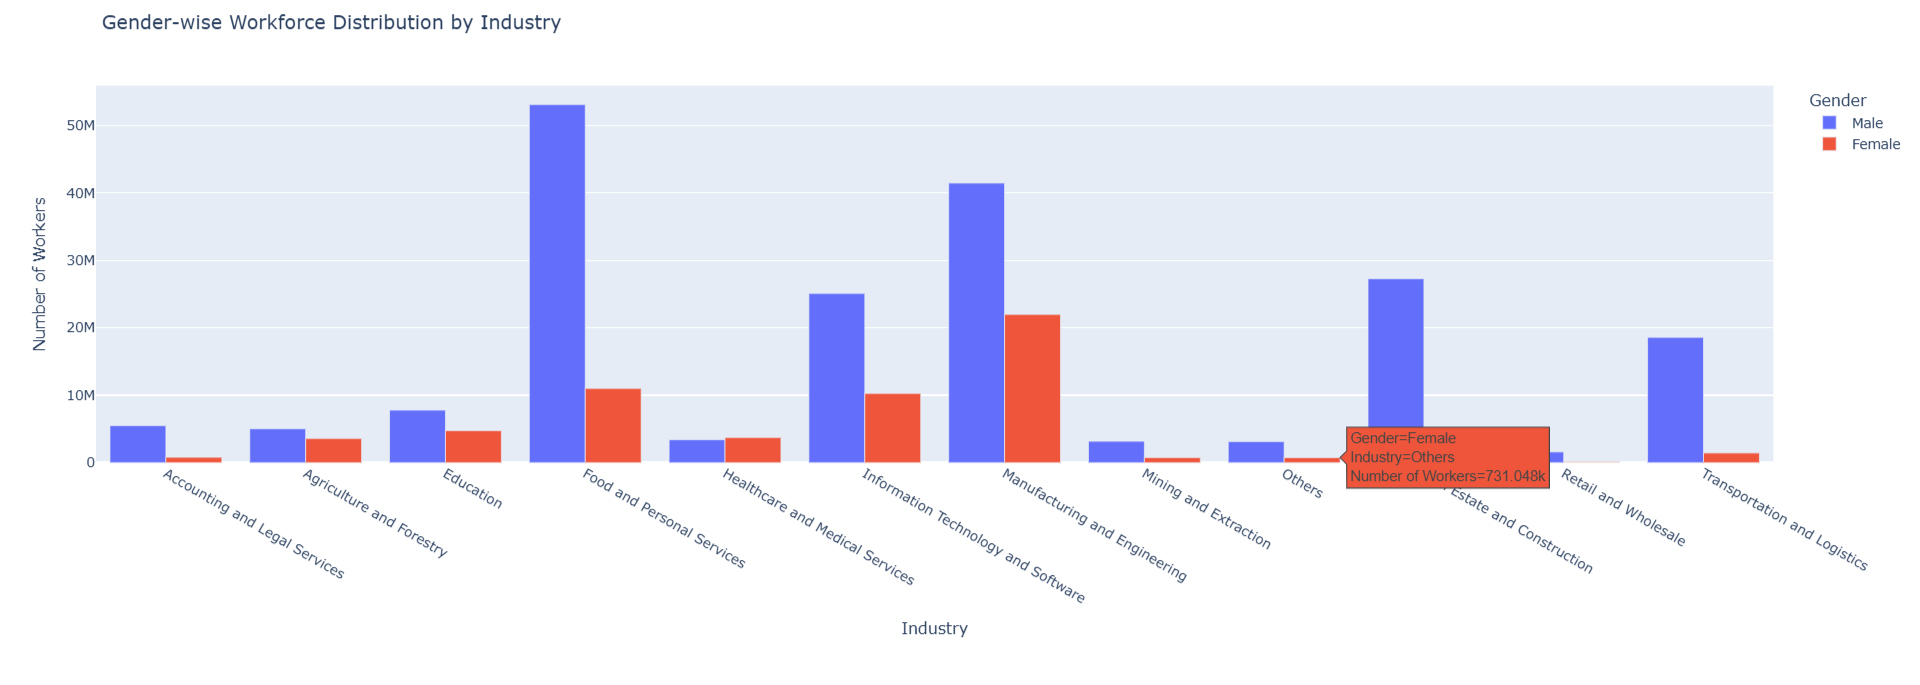 Gender-wise Workforce Distribution by Industry
Gender
Male
Female
Number of Workers
50M
40M
30M
20M
10M
0
Gender=Female
Industry=Others
Number of Workers=731.048k
Accounting and Legal Services
Agriculture and Forestry
Education
Food and Personal Services
Healthcare and Medical Services
Information Technology and Software
Manufacturing and Engineering
Mining and Extraction
Others
Estate and Construction
Retail and Wholesale
Transportation and Logistics
Industry